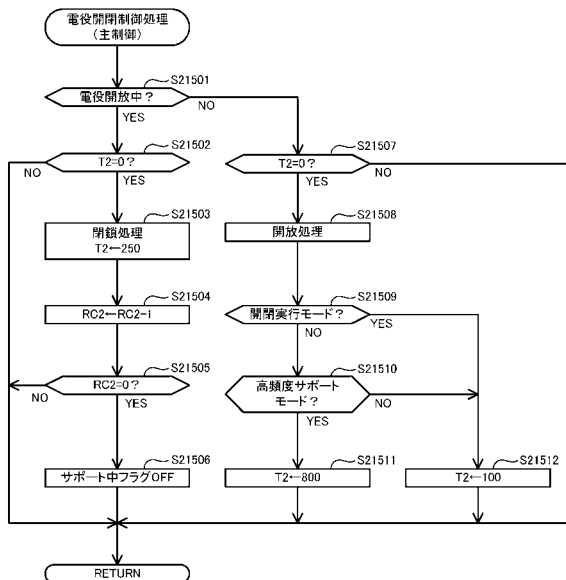 電役開閉制御処理
（主制御）
S21501
電役開放中？
NO
YES
S21502
T2=0？
NO
YES
S21503
閉鎖処理
T2←250
S21504
RC2←RC2-1
S21505
RC2=0？
NO
YES
S21506
サポート中フラグOFF
S21507
T2=0？
NO
YES
S21508
開放処理
S21509
開閉実行モード？
YES
NO
S21510
高頻度サポート
モード？
NO
YES
S21511
T2←800
S21512
T2←100
RETURN